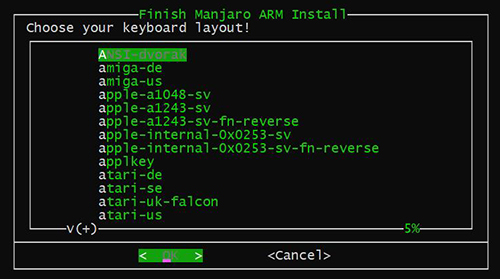 Finish Manjaro ARM Install
Choose your keyboard layout!
ANSI-dvorak
amiga-de
amiga-us
apple-a1048-sv
apple-a1243-sv
apple-a1243-sv-fn-reverse
apple-internal-0x0253-sv
apple-internal-0x0253-sv-fn-reverse
applkey
atari-de
atari-se
atari-uk-falcon
atari-us
v(+) 5%
< OK > <Cancel>